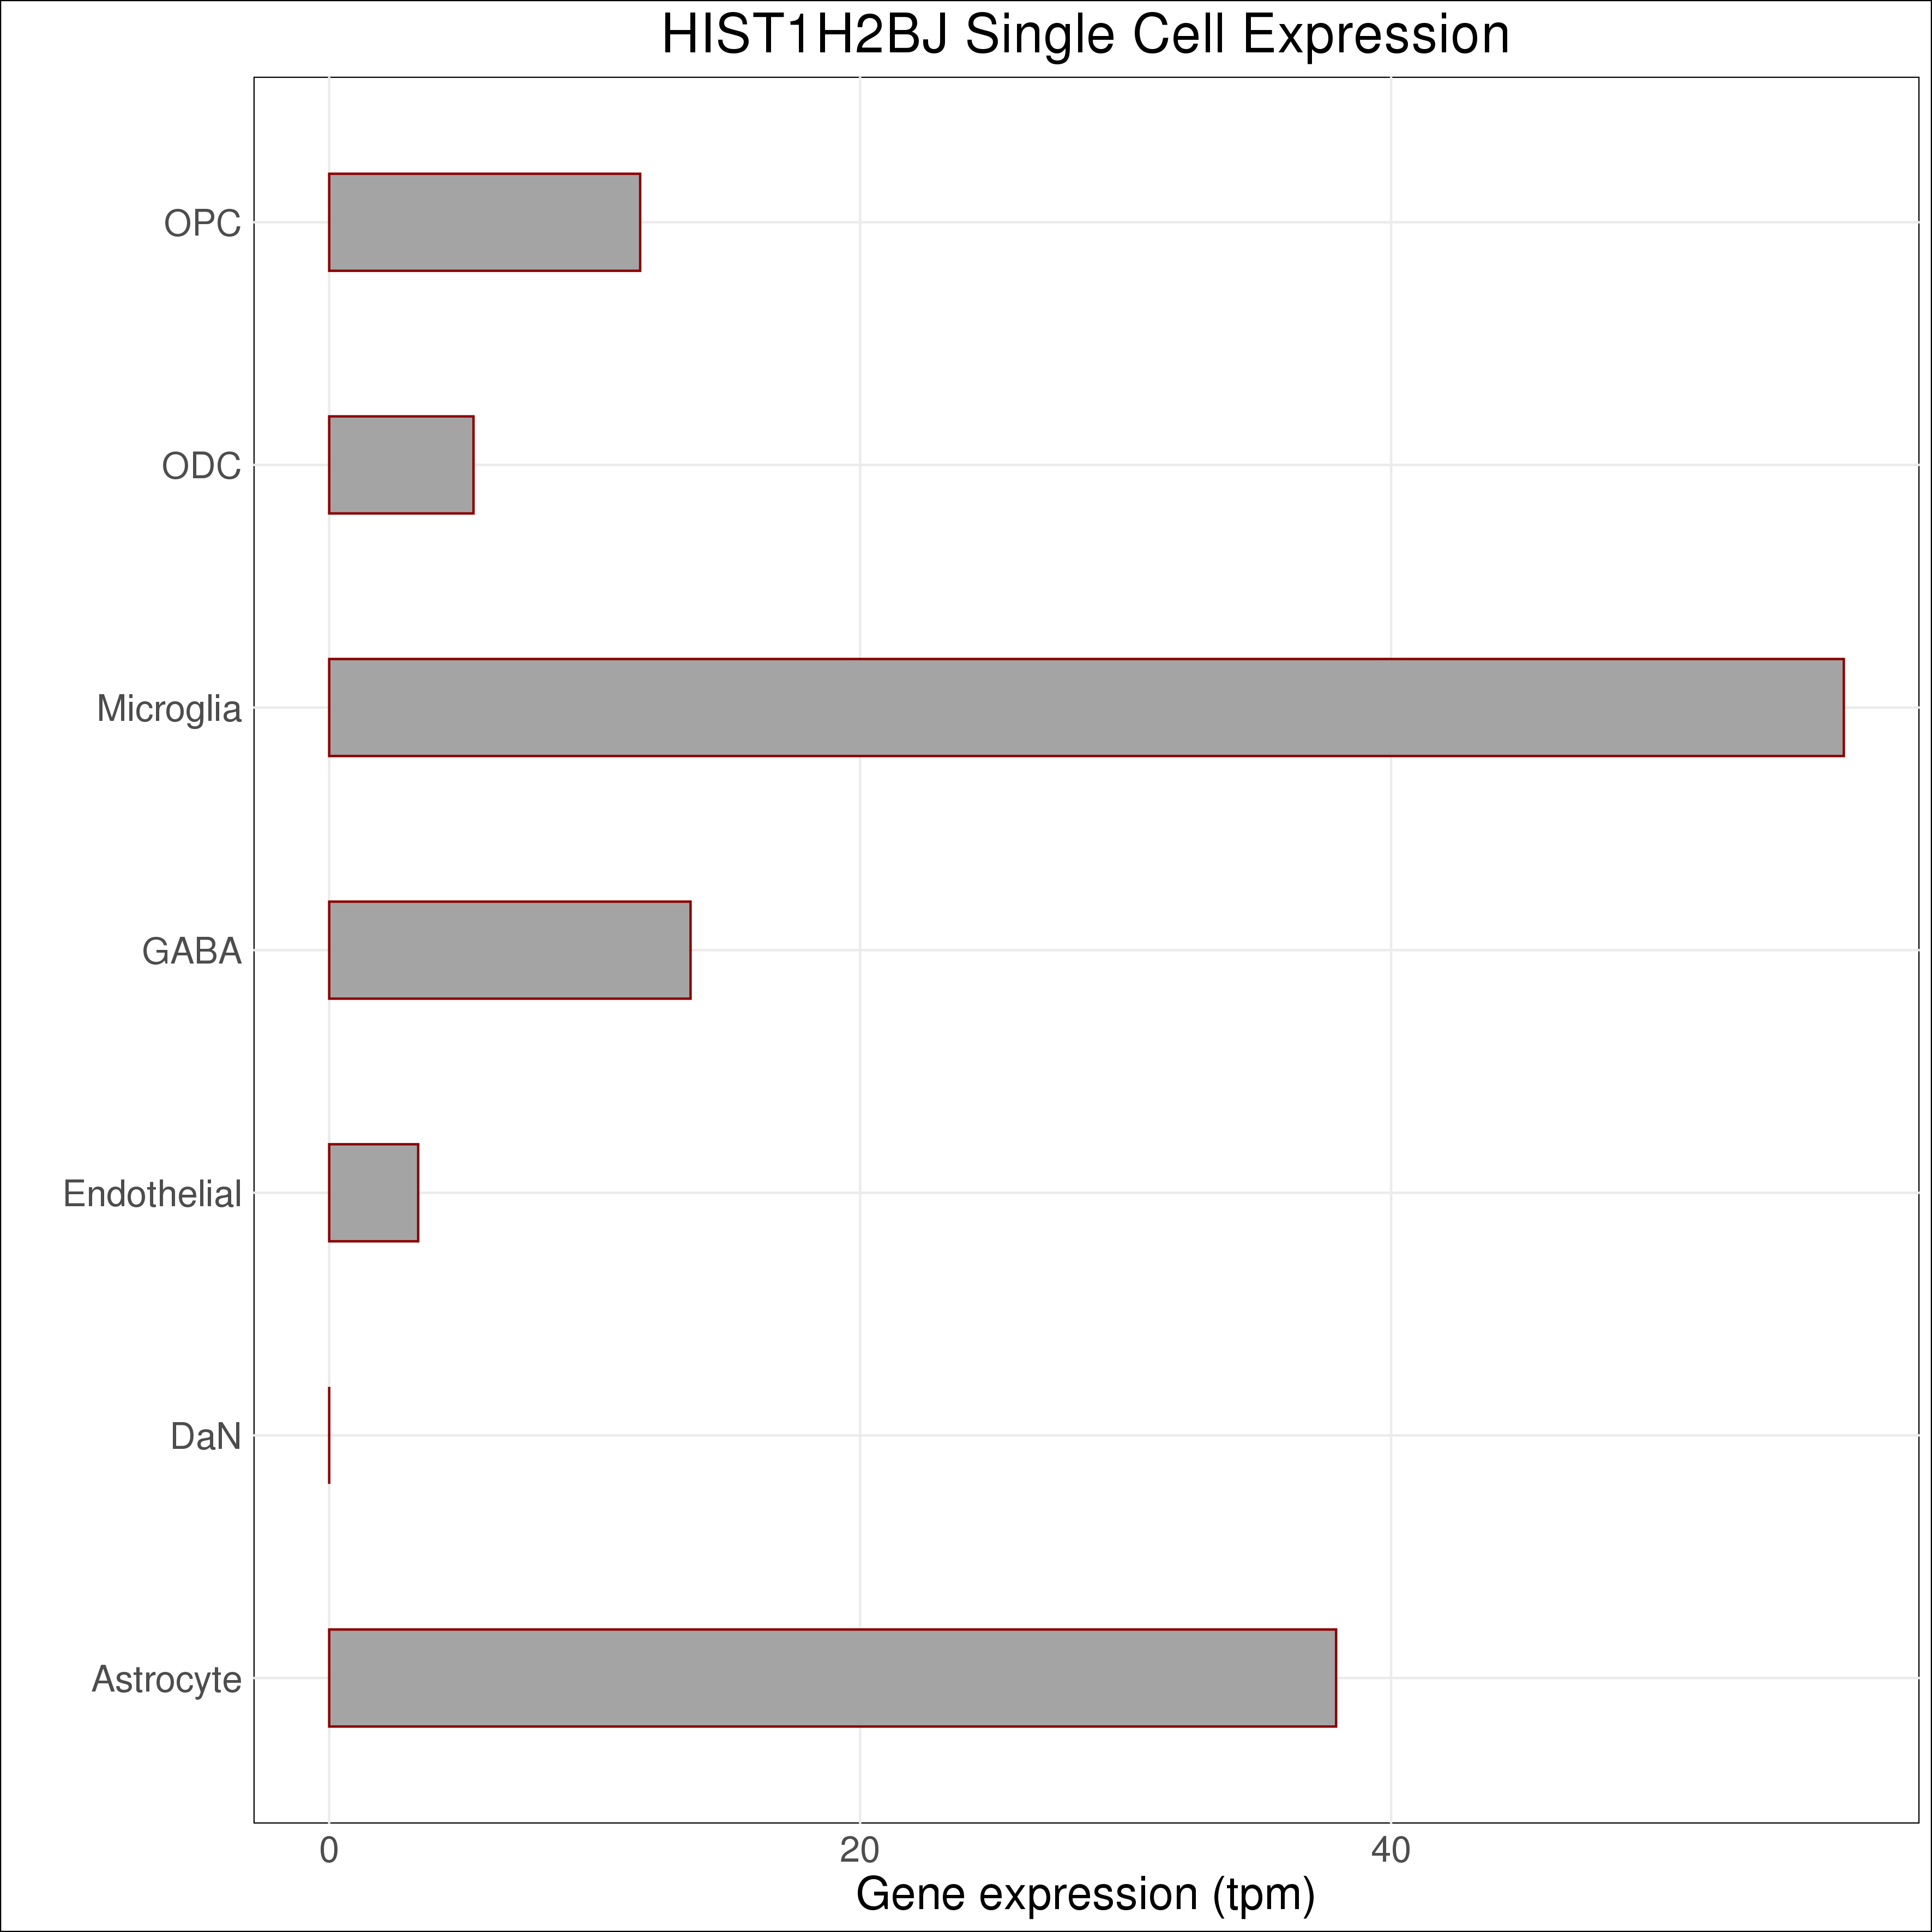 HIST1H2BJ Single Cell Expression
OPC
ODC
Microglia
GABA
Endothelial
DaN
Astrocyte
0 20 40
Gene expression (tpm)